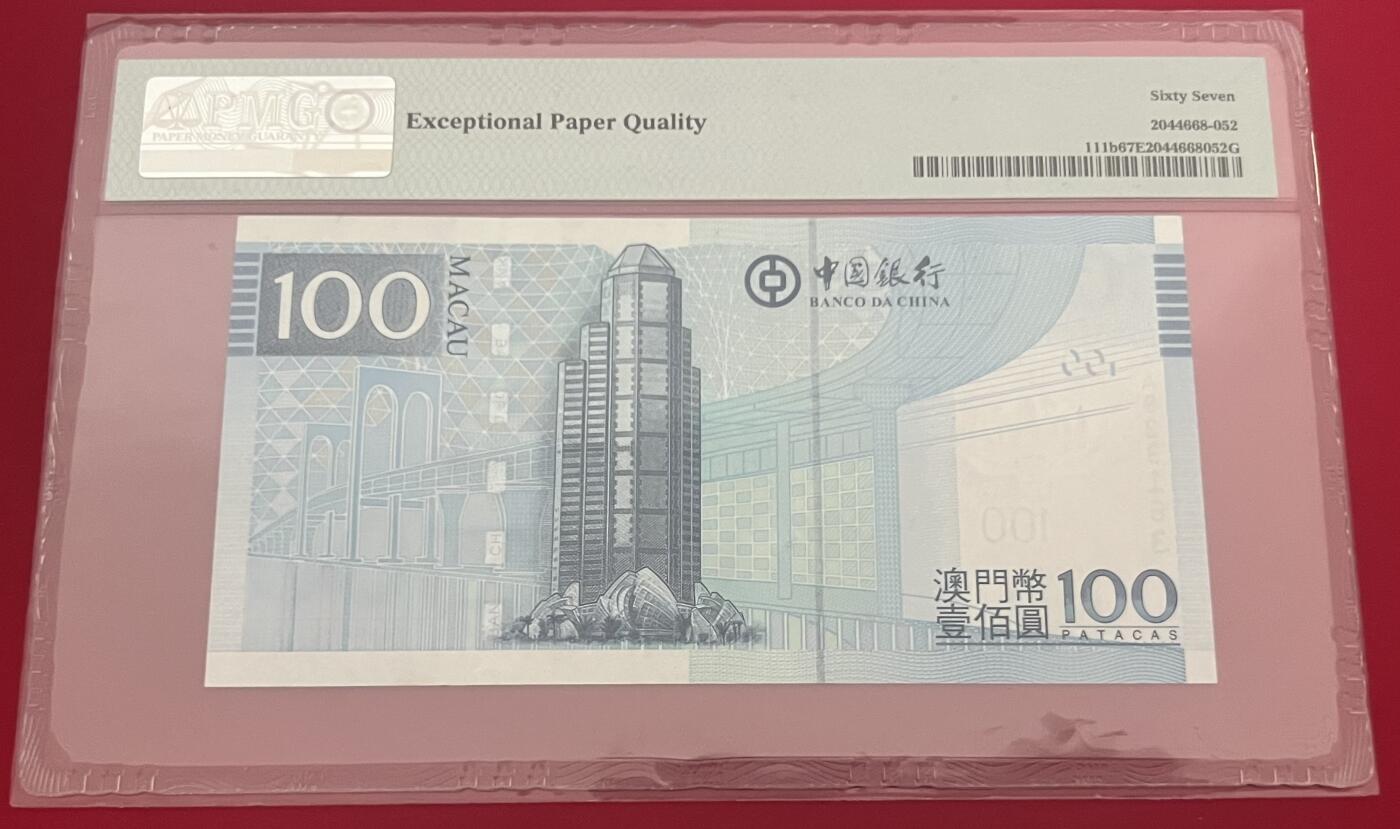 PMG
PAPER MONEY GUARANTY
Exceptional Paper Quality
Sixty Seven
2044668-052
111b67E2044668052G
100
MACAU
中國銀行
BANCO DA CHINA
澳門幣
壹佰圓
100
PATACAS